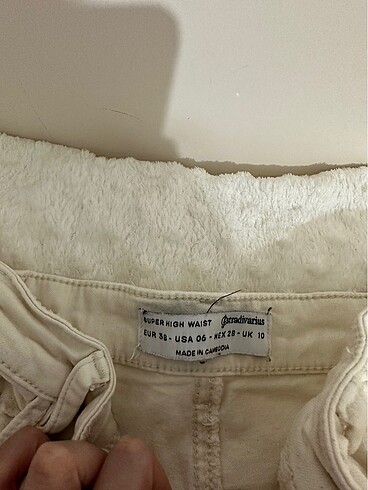 SUPER HIGH WAIST stradivarius
EUR 38 - USA 06 - MEX 28 - UK 10
MADE IN CAMBODIA